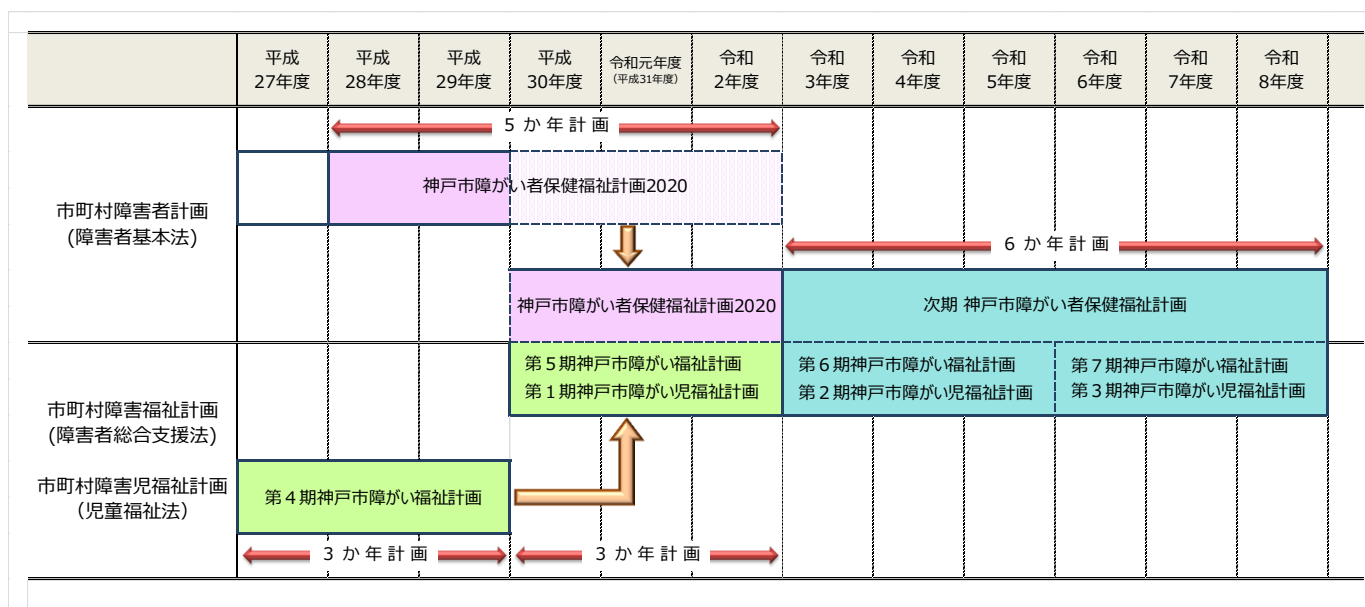 平成
27年度
平成
28年度
平成
29年度
平成
30年度
令和元年度
(平成31年度)
令和
2年度
令和
3年度
令和
4年度
令和
5年度
令和
6年度
令和
7年度
令和
8年度
5 か 年 計 画
神戸市障がい者保健福祉計画2020
市町村障害者計画
(障害者基本法)
6 か 年 計 画
神戸市障がい者保健福祉計画2020
次期 神戸市障がい者保健福祉計画
第５期神戸市障がい福祉計画
第１期神戸市障がい児福祉計画
第６期神戸市障がい福祉計画
第２期神戸市障がい児福祉計画
第７期神戸市障がい福祉計画
第３期神戸市障がい児福祉計画
市町村障害福祉計画
(障害者総合支援法)
市町村障害児福祉計画
（児童福祉法）
第４期神戸市障がい福祉計画
3 か 年 計 画
3 か 年 計 画